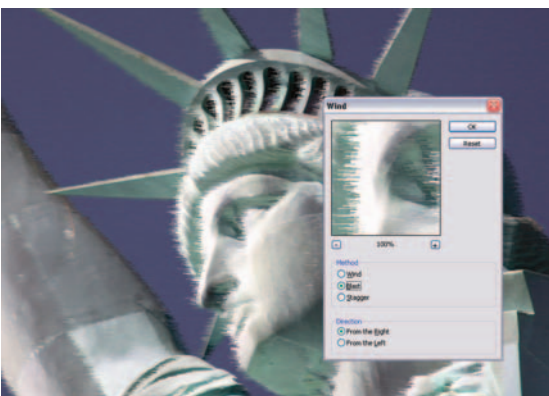 Wind
OK
Reset
100%
Method
Wind
Blast
Stagger
Direction
From the Right
From the Left